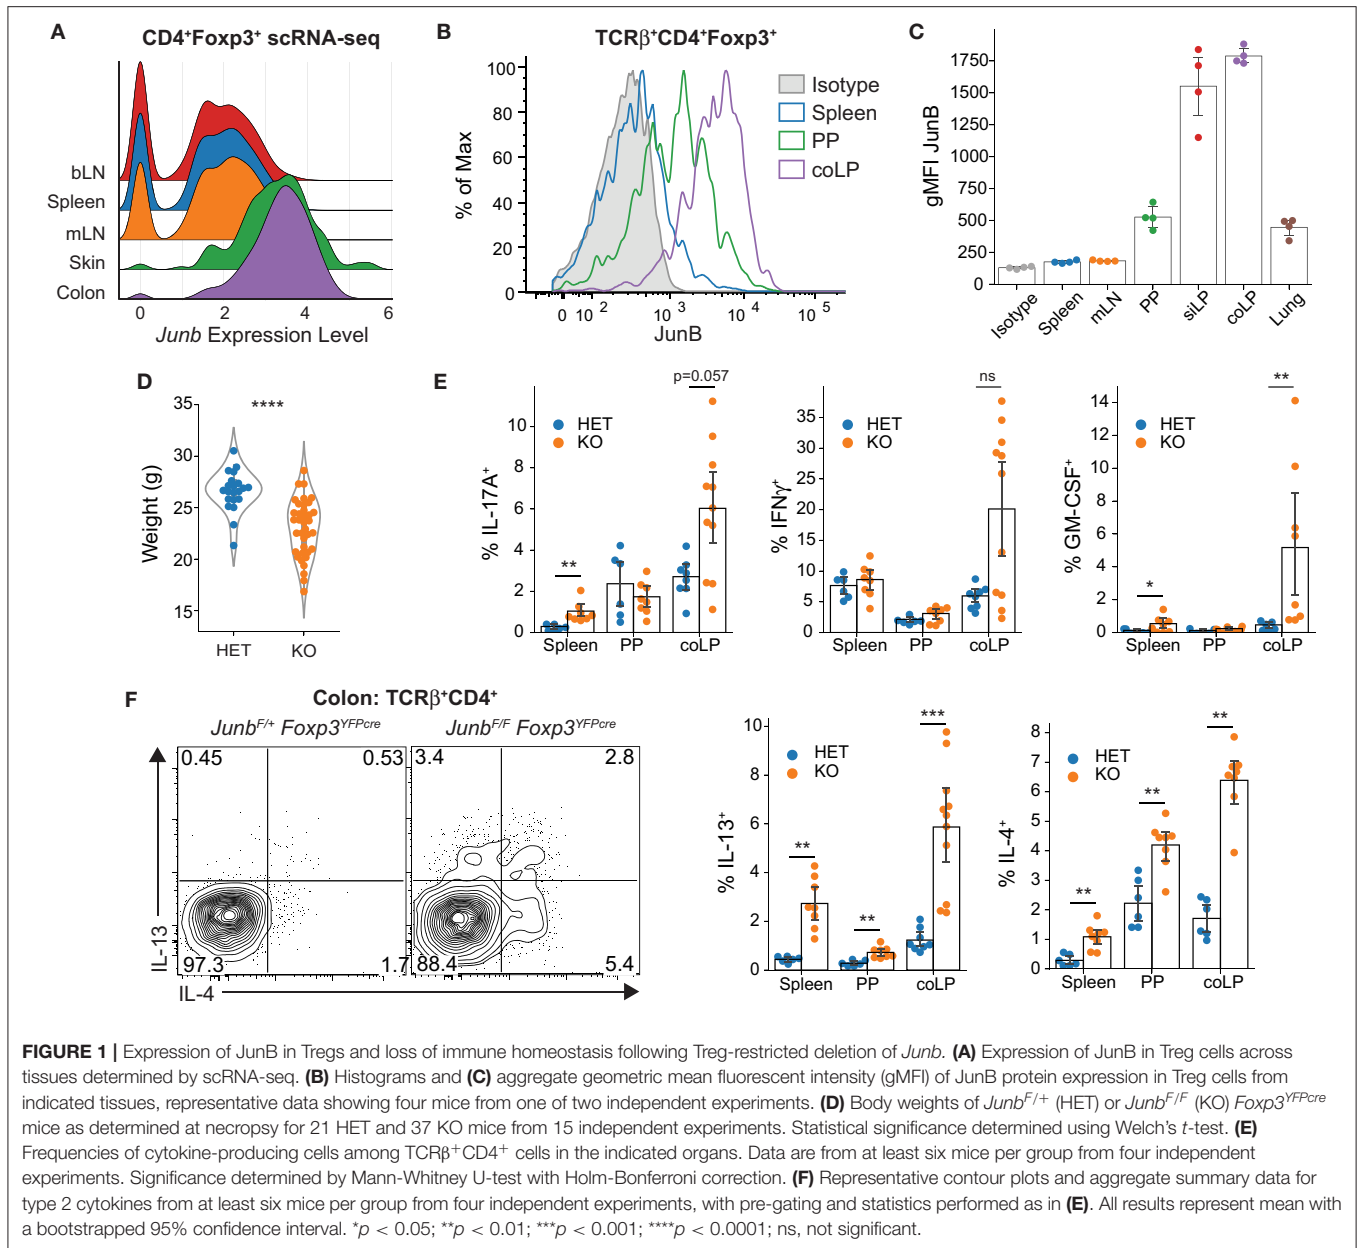 A
CD4+Foxp3+ scRNA-seq
bLN
Spleen
mLN
Skin
Colon
0 2 4 6
Junb Expression Level
B
TCRβ+CD4+Foxp3+
% of Max
100
80
60
40
20
0
0 10² 10³ 10⁴ 10⁵
JunB
Isotype
Spleen
PP
coLP
C
gMFI JunB
1750
1500
1250
1000
750
500
250
0
Isotype Spleen mLN PP siLP coLP Lung
D
Weight (g)
35
30
25
20
15
****
HET KO
E
% IL-17A+
10
8
6
4
2
0
HET
KO
**
p=0.057
Spleen PP coLP
% IFNγ+
35
30
25
20
15
10
5
0
HET
KO
ns
Spleen PP coLP
% GM-CSF+
14
12
10
8
6
4
2
0
HET
KO
*
**
Spleen PP coLP
F
Colon: TCRβ+CD4+
JunbF/+ Foxp3YFPcre
JunbF/F Foxp3YFPcre
0.45 0.53
97.3 1.7
3.4 2.8
88.4 5.4
IL-13
IL-4
% IL-13+
10
8
6
4
2
0
HET
KO
**
**
***
Spleen PP coLP
% IL-4+
8
7
6
5
4
3
2
1
0
HET
KO
**
**
**
Spleen PP coLP
FIGURE 1 | Expression of JunB in Tregs and loss of immune homeostasis following Treg-restricted deletion of Junb. (A) Expression of JunB in Treg cells across
tissues determined by scRNA-seq. (B) Histograms and (C) aggregate geometric mean fluorescent intensity (gMFI) of JunB protein expression in Treg cells from
indicated tissues, representative data showing four mice from one of two independent experiments. (D) Body weights of JunbF/+ (HET) or JunbF/F (KO) Foxp3YFPcre
mice as determined at necropsy for 21 HET and 37 KO mice from 15 independent experiments. Statistical significance determined using Welch's t-test. (E)
Frequencies of cytokine-producing cells among TCRβ+CD4+ cells in the indicated organs. Data are from at least six mice per group from four independent
experiments. Significance determined by Mann-Whitney U-test with Holm-Bonferroni correction. (F) Representative contour plots and aggregate summary data for
type 2 cytokines from at least six mice per group from four independent experiments, with pre-gating and statistics performed as in (E). All results represent mean with
a bootstrapped 95% confidence interval. *p < 0.05; **p < 0.01; ***p < 0.001; ****p < 0.0001; ns, not significant.